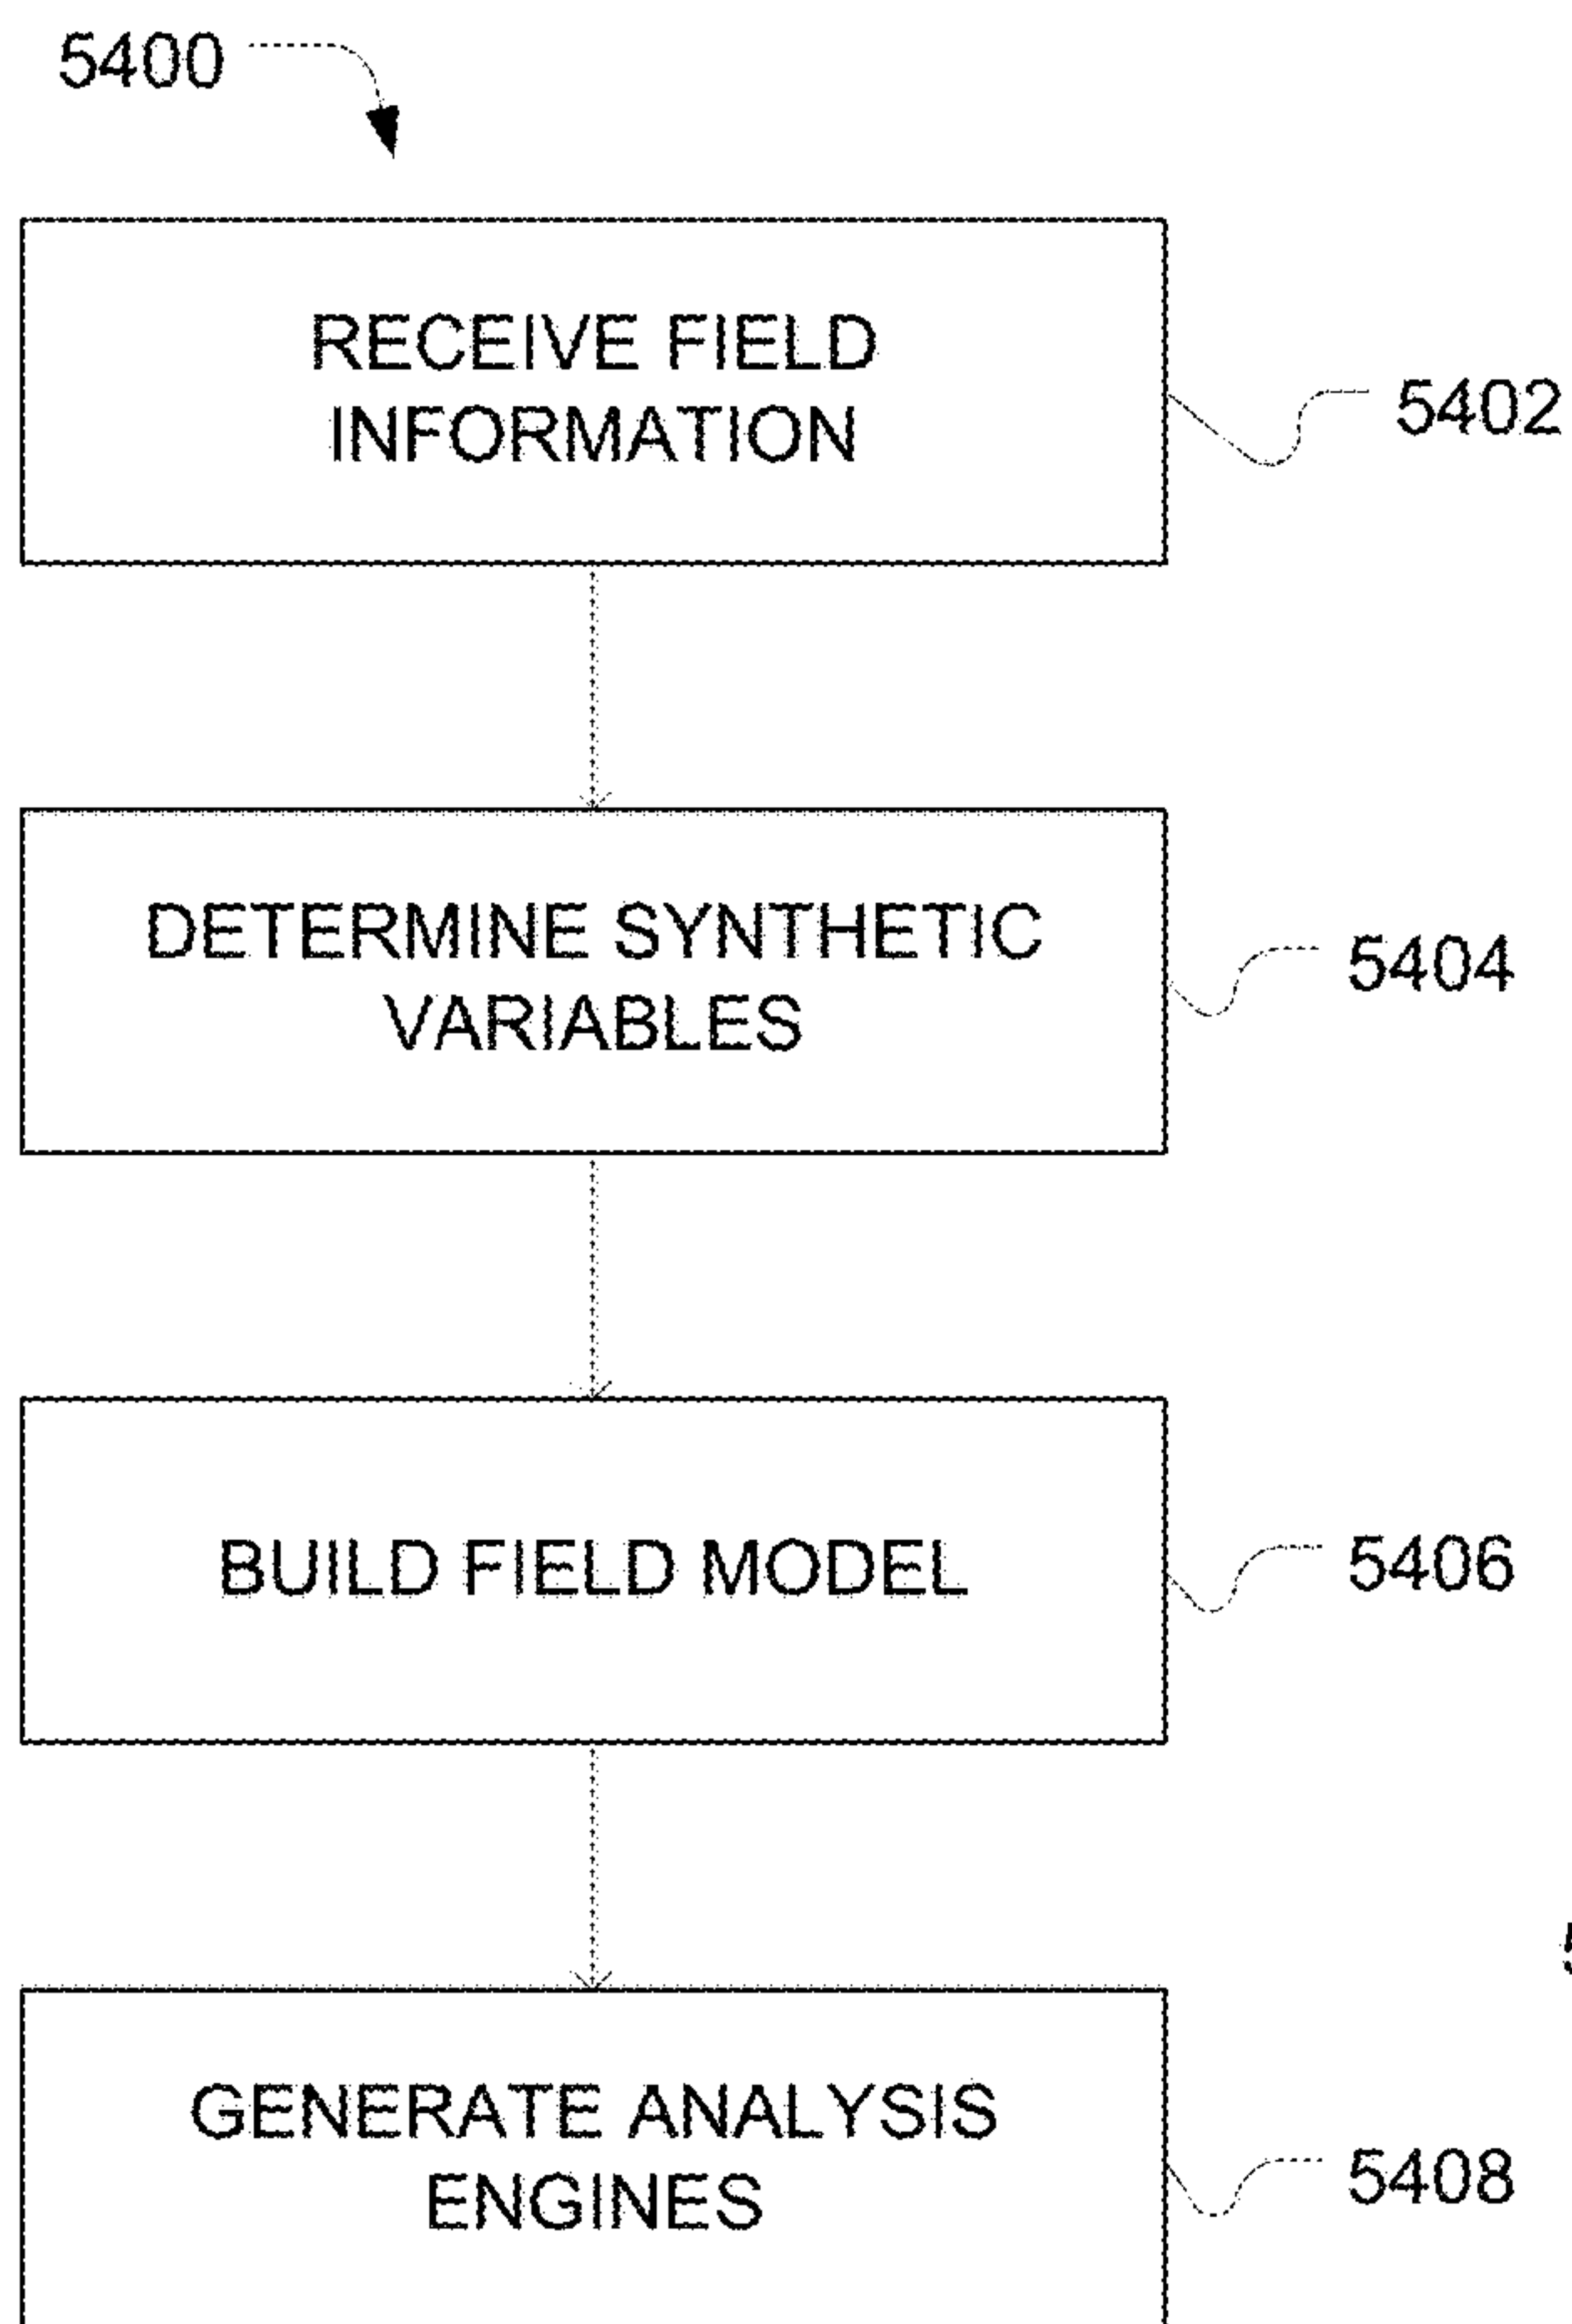 5400
RECEIVE FIELD
INFORMATION
5402
DETERMINE SYNTHETIC
VARIABLES
5404
BUILD FIELD MODEL
5406
GENERATE ANALYSIS
ENGINES
5408